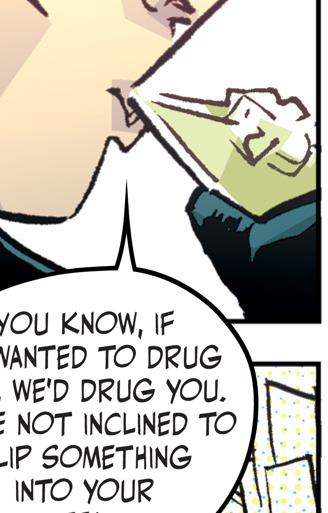 YOU KNOW, IF
WANTED TO DRUG
WE'D DRUG YOU.
NOT INCLINED TO
SOMETHING
INTO YOUR